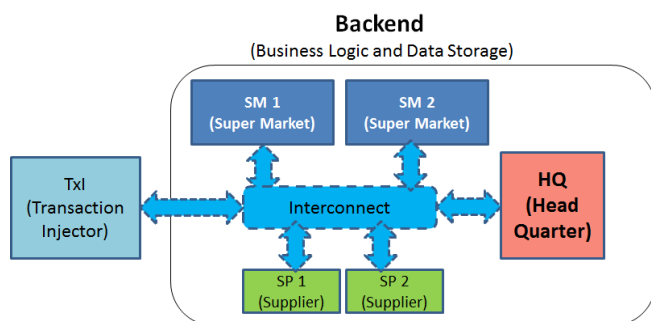 Backend
(Business Logic and Data Storage)
SM 1
(Super Market)
SM 2
(Super Market)
TxI
(Transaction
Injector)
Interconnect
HQ
(Head
Quarter)
SP 1
(Supplier)
SP 2
(Supplier)